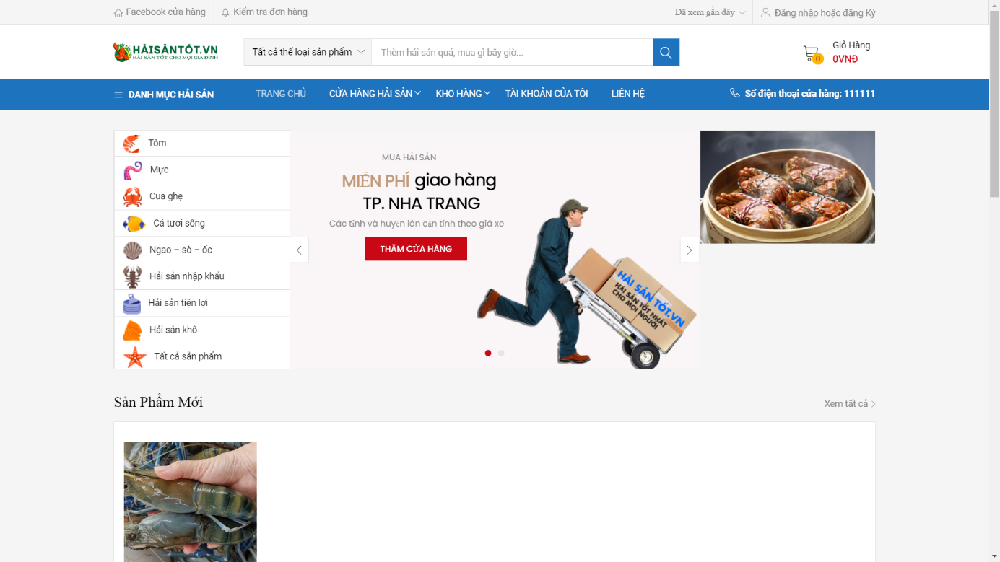 Facebook cửa hàng
Kiểm tra đơn hàng
Đã xem gần đây
Đăng nhập hoặc đăng Ký
HẢISẢNTỐT.VN
HẢI SẢN TỐT CHO MỌI GIA ĐÌNH
Tất cả thể loại sản phẩm
Thèm hải sản quá, mua gì bây giờ...
0
Giỏ Hàng
0VNĐ
DANH MỤC HẢI SẢN
TRANG CHỦ
CỬA HÀNG HẢI SẢN
KHO HÀNG
TÀI KHOẢN CỦA TÔI
LIÊN HỆ
Số điện thoại cửa hàng: 111111
Tôm
Mực
Cua ghẹ
Cá tươi sống
Ngao – sò – ốc
Hải sản nhập khẩu
Hải sản tiện lợi
Hải sản khô
Tất cả sản phẩm
MUA HẢI SẢN
MIỄN PHÍ giao hàng
TP. NHA TRANG
Các tỉnh và huyện lân cận tính theo giá xe
THĂM CỬA HÀNG
HẢI SẢN TỐT.VN
HẢI SẢN TỐT NHẤT
CHO MỌI NGƯỜI
Sản Phẩm Mới
Xem tất cả